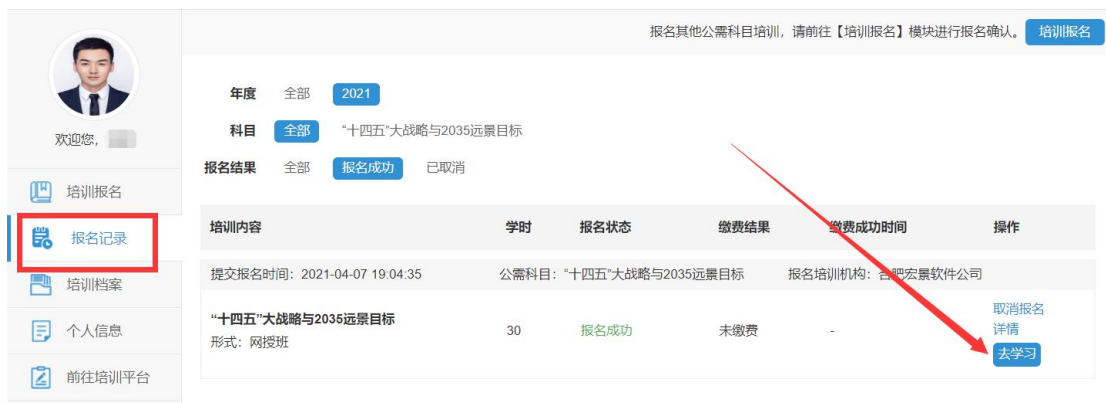 报名其他公需科目培训，请前往【培训报名】模块进行报名确认。 培训报名
欢迎您,
培训报名
报名记录
培训档案
个人信息
前往培训平台
年度 全部 2021
科目 全部 “十四五”大战略与2035远景目标
报名结果 全部 报名成功 已取消
培训内容 学时 报名状态 缴费结果 缴费成功时间 操作
提交报名时间：2021-04-07 19:04:35 公需科目：“十四五”大战略与2035远景目标 报名培训机构：合肥宏景软件公司
“十四五”大战略与2035远景目标
形式：网授班
30 报名成功 未缴费 -
取消报名
详情
去学习